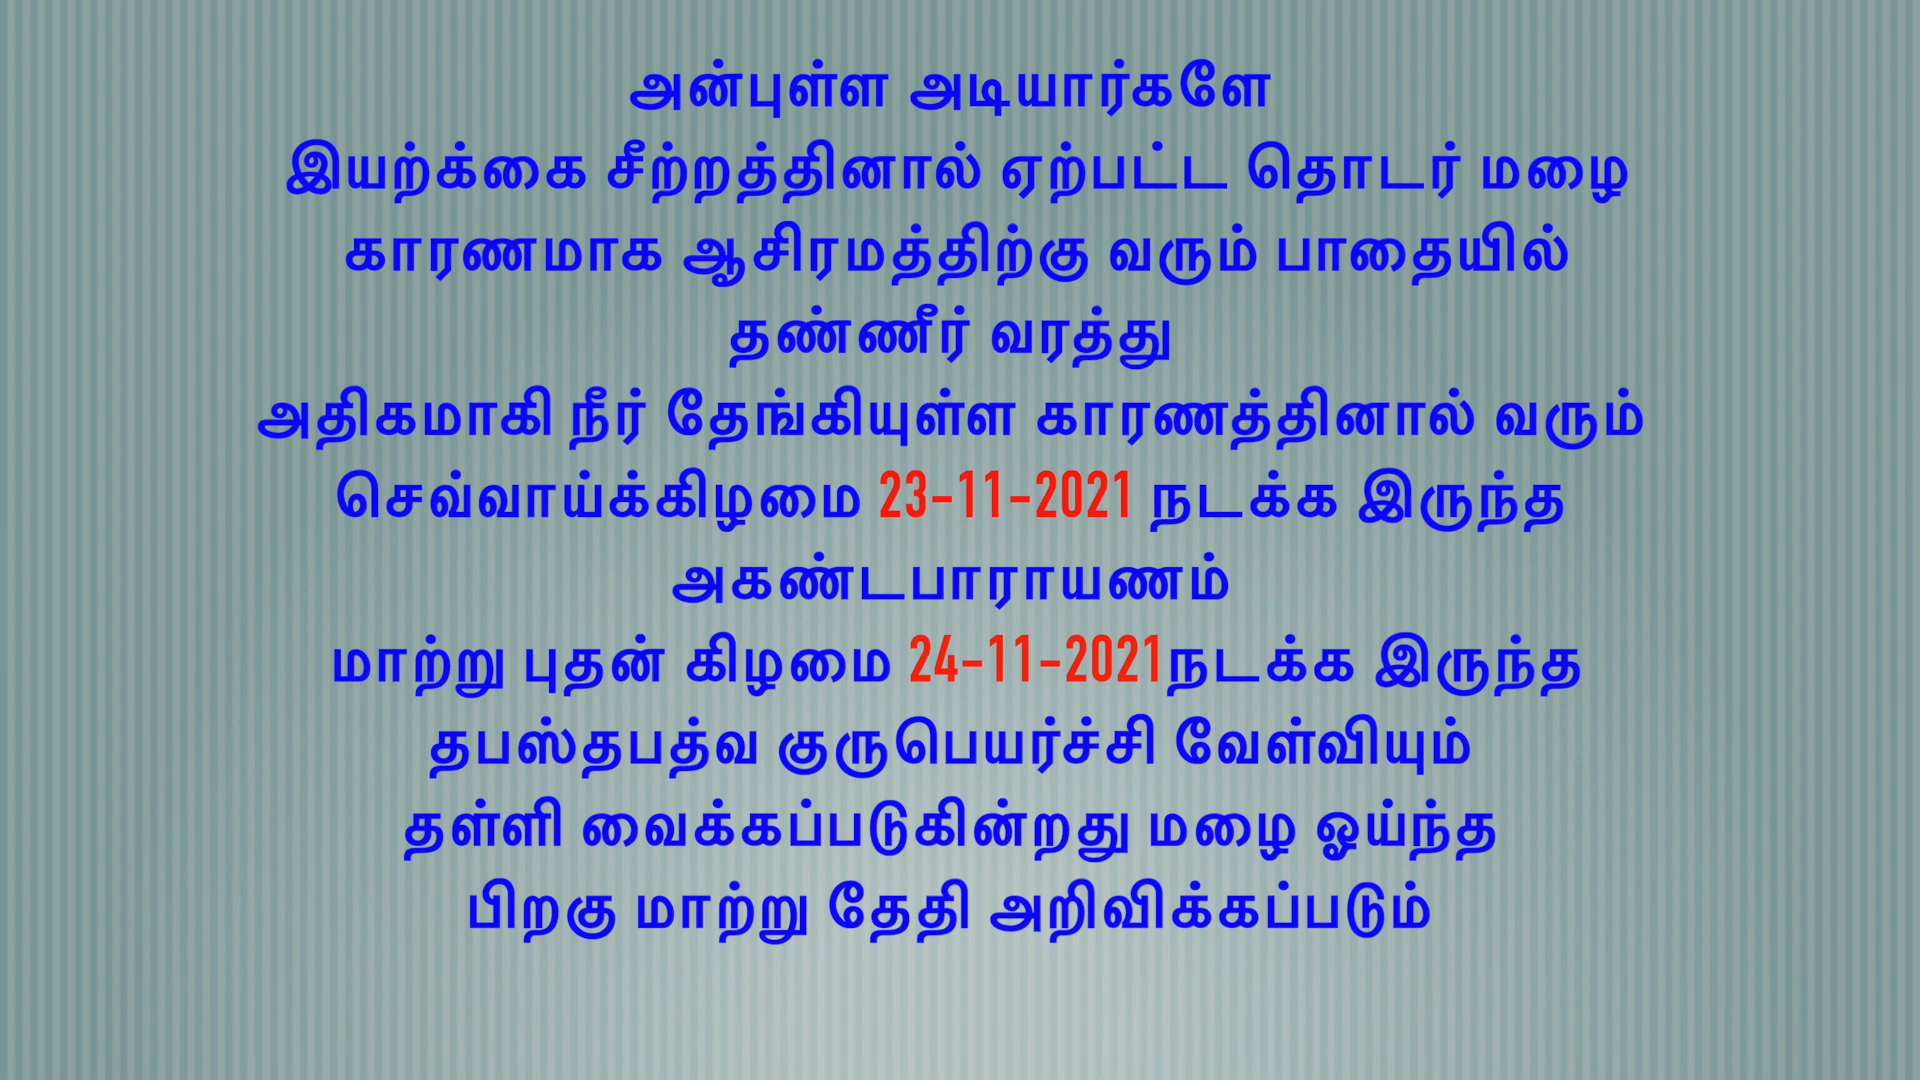 அன்புள்ள அடியார்களே
இயற்க்கை சீற்றத்தினால் ஏற்பட்ட தொடர் மழை
காரணமாக ஆசிரமத்திற்கு வரும் பாதையில்
தண்ணீர் வரத்து
அதிகமாகி நீர் தேங்கியுள்ள காரணத்தினால் வரும்
செவ்வாய்க்கிழமை 23-11-2021 நடக்க இருந்த
அகண்டபாராயணம்
மாற்று புதன் கிழமை 24-11-2021நடக்க இருந்த
தபஸ்தபத்வ குருபெயர்ச்சி வேள்வியும்
தள்ளி வைக்கப்படுகின்றது மழை ஓய்ந்த
பிறகு மாற்று தேதி அறிவிக்கப்படும்